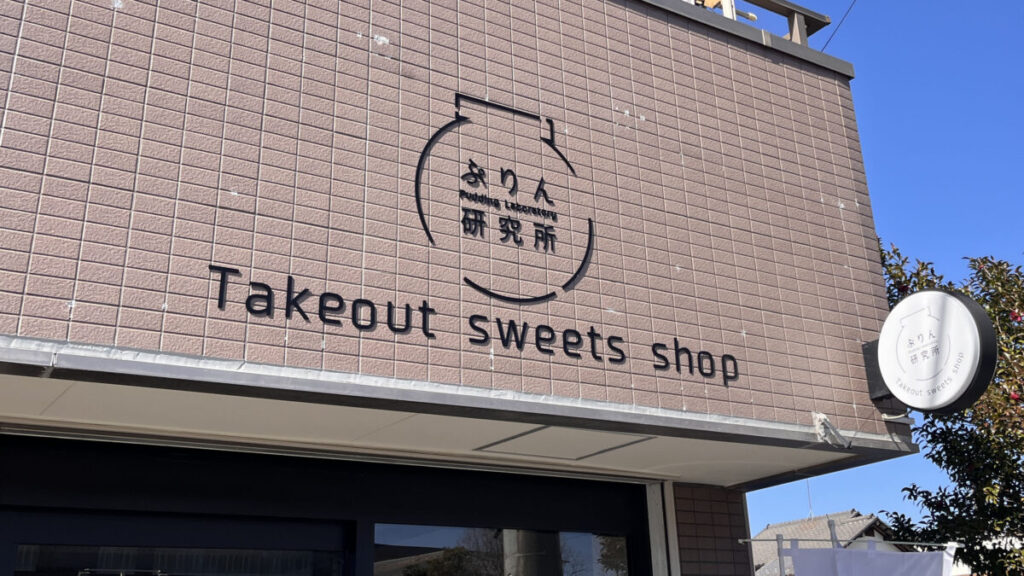 ぷりん
Pudding Laboratory
研究所
Takeout sweets shop
ぷりん
研究所
Takeout sweets shop